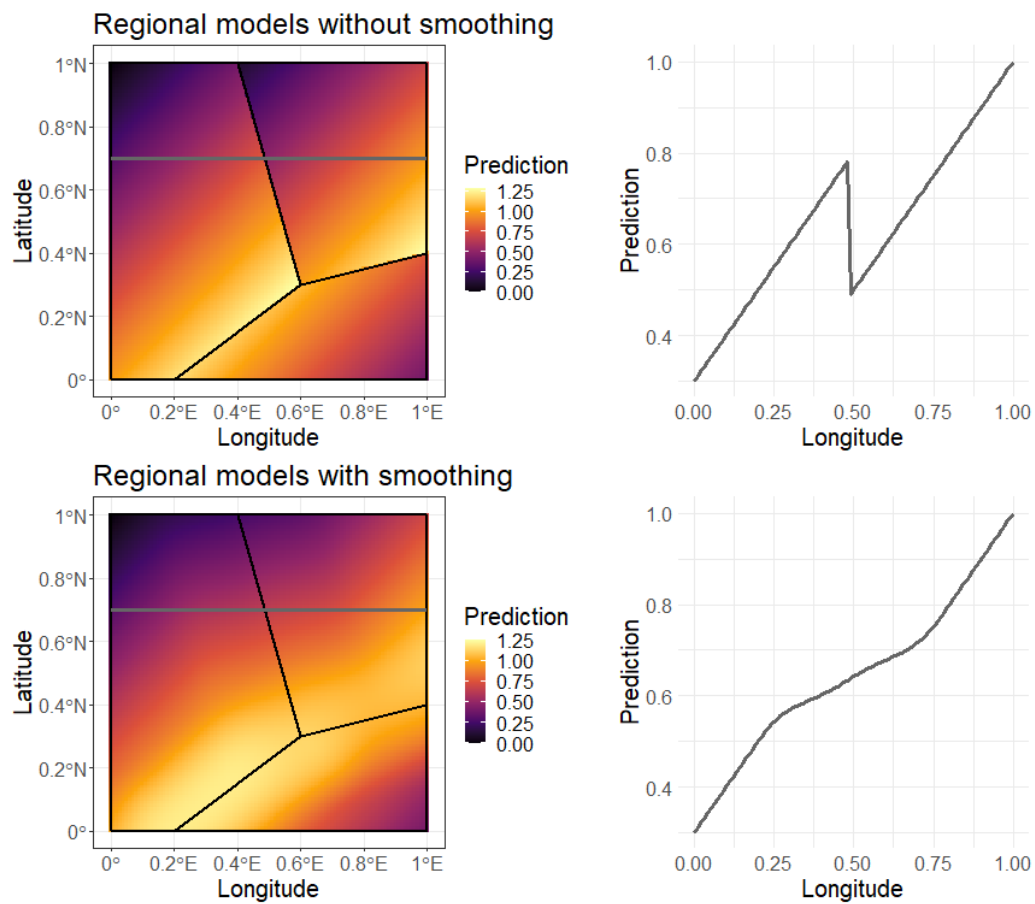 Regional models without smoothing
1°N
0.8°N
0.6°N
0.4°N
0.2°N
0°
Latitude
0°
0.2°E
0.4°E
0.6°E
0.8°E
1°E
Longitude
Prediction
1.25
1.00
0.75
0.50
0.25
0.00
1.0
0.8
0.6
0.4
Prediction
0.00
0.25
0.50
0.75
1.00
Longitude
Regional models with smoothing
1°N
0.8°N
0.6°N
0.4°N
0.2°N
0°
Latitude
0°
0.2°E
0.4°E
0.6°E
0.8°E
1°E
Longitude
Prediction
1.25
1.00
0.75
0.50
0.25
0.00
1.0
0.8
0.6
0.4
Prediction
0.00
0.25
0.50
0.75
1.00
Longitude